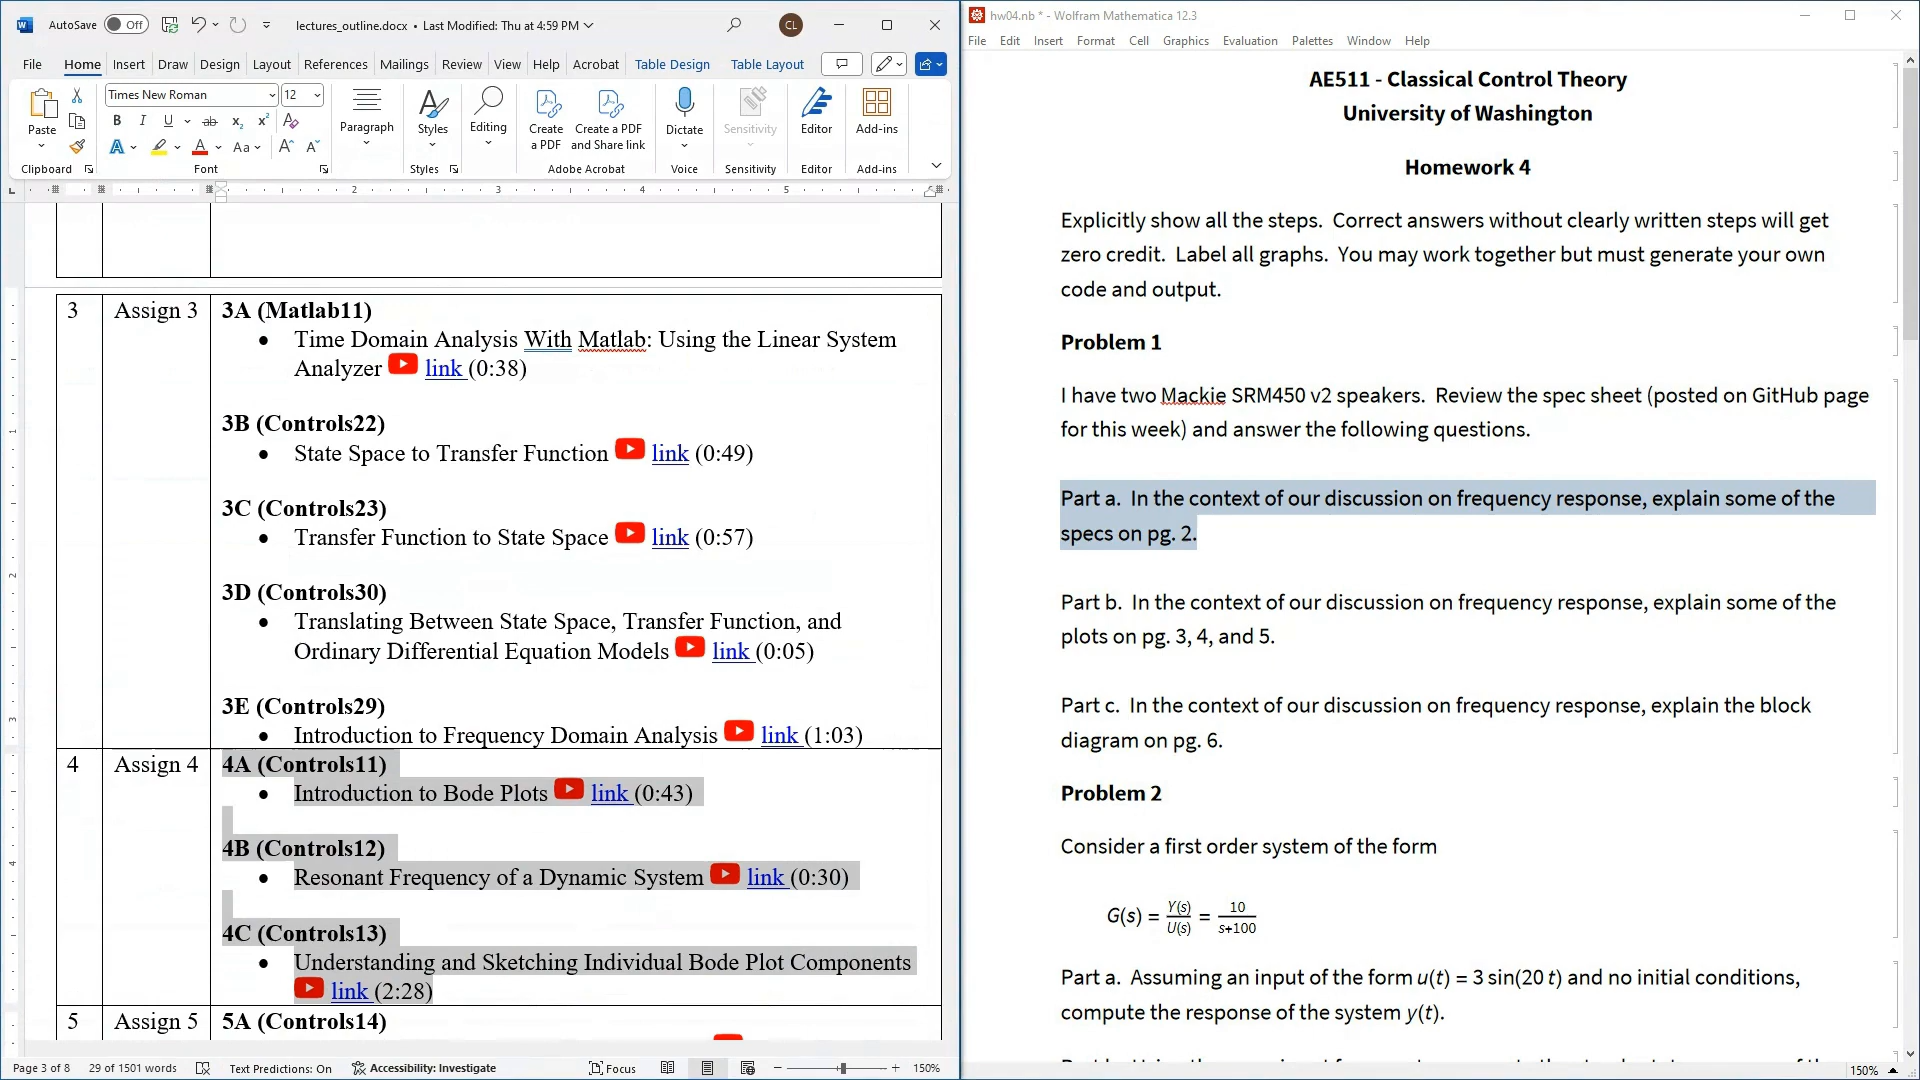 AutoSave Off lectures_outline.docx • Last Modified: Thu at 4:59 PM CL
File Home Insert Draw Design Layout References Mailings Review View Help Acrobat Table Design Table Layout
Times New Roman 12
Paste
B I U ab x₂ x² A
A A Aa A A
Paragraph
Styles
Editing
Create a PDF
Create a PDF and Share link
Dictate
Sensitivity
Editor
Add-ins
Clipboard Font Styles Adobe Acrobat Voice Sensitivity Editor Add-ins
2 3 4 5
3 Assign 3 3A (Matlab11)
• Time Domain Analysis With Matlab: Using the Linear System
Analyzer link (0:38)
3B (Controls22)
• State Space to Transfer Function link (0:49)
3C (Controls23)
• Transfer Function to State Space link (0:57)
3D (Controls30)
• Translating Between State Space, Transfer Function, and
Ordinary Differential Equation Models link (0:05)
3E (Controls29)
• Introduction to Frequency Domain Analysis link (1:03)
4 Assign 4 4A (Controls11)
• Introduction to Bode Plots link (0:43)
4B (Controls12)
• Resonant Frequency of a Dynamic System link (0:30)
4C (Controls13)
• Understanding and Sketching Individual Bode Plot Components
link (2:28)
5 Assign 5 5A (Controls14)
Page 3 of 8 29 of 1501 words Text Predictions: On Accessibility: Investigate Focus 150%
hw04.nb * - Wolfram Mathematica 12.3
File Edit Insert Format Cell Graphics Evaluation Palettes Window Help
AE511 - Classical Control Theory
University of Washington
Homework 4
Explicitly show all the steps. Correct answers without clearly written steps will get
zero credit. Label all graphs. You may work together but must generate your own
code and output.
Problem 1
I have two Mackie SRM450 v2 speakers. Review the spec sheet (posted on GitHub page
for this week) and answer the following questions.
Part a. In the context of our discussion on frequency response, explain some of the
specs on pg. 2.
Part b. In the context of our discussion on frequency response, explain some of the
plots on pg. 3, 4, and 5.
Part c. In the context of our discussion on frequency response, explain the block
diagram on pg. 6.
Problem 2
Consider a first order system of the form
G(s) = Y(s)/U(s) = 10/(s+100)
Part a. Assuming an input of the form u(t) = 3 sin(20 t) and no initial conditions,
compute the response of the system y(t).
150%